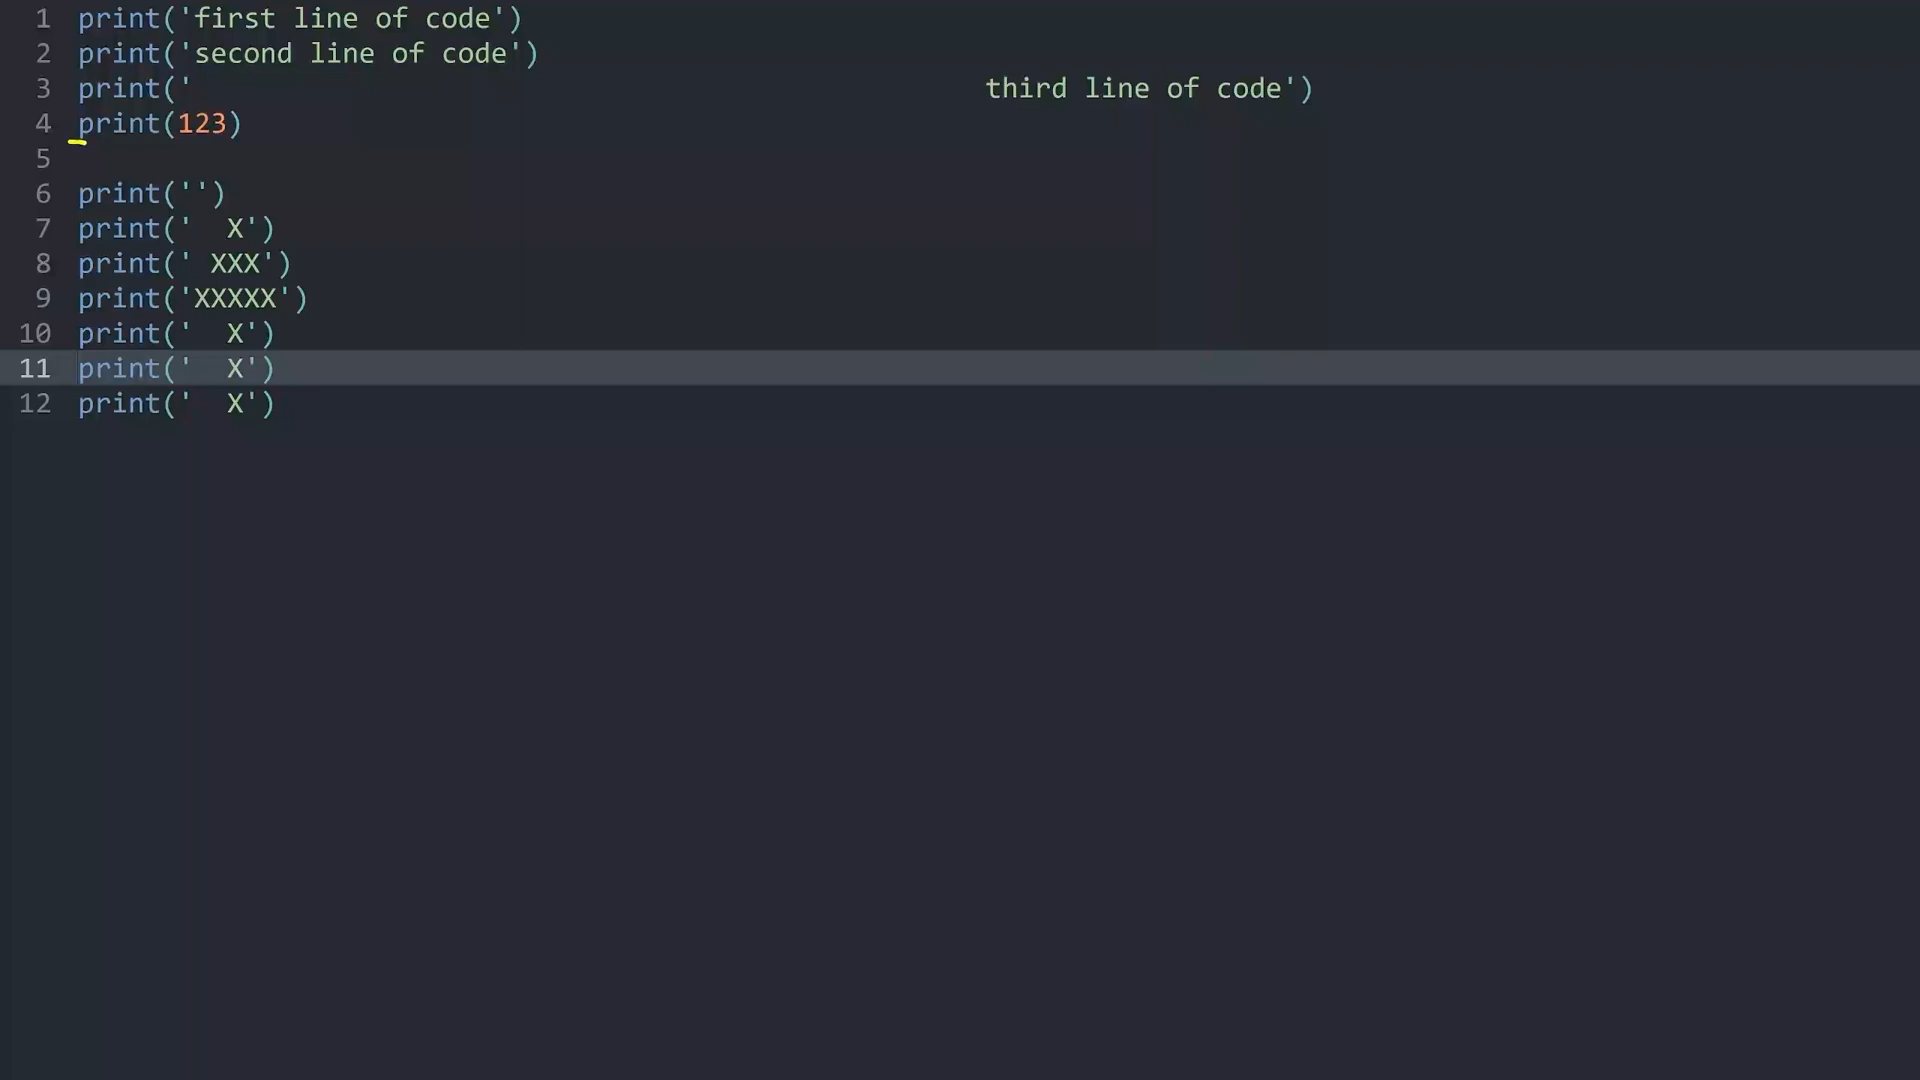 1 print('first line of code')
2 print('second line of code')
3 print('                                                third line of code')
4 print(123)
5
6 print('')
7 print('  X')
8 print(' XXX')
9 print('XXXXX')
10 print('  X')
11 print('  X')
12 print('  X')